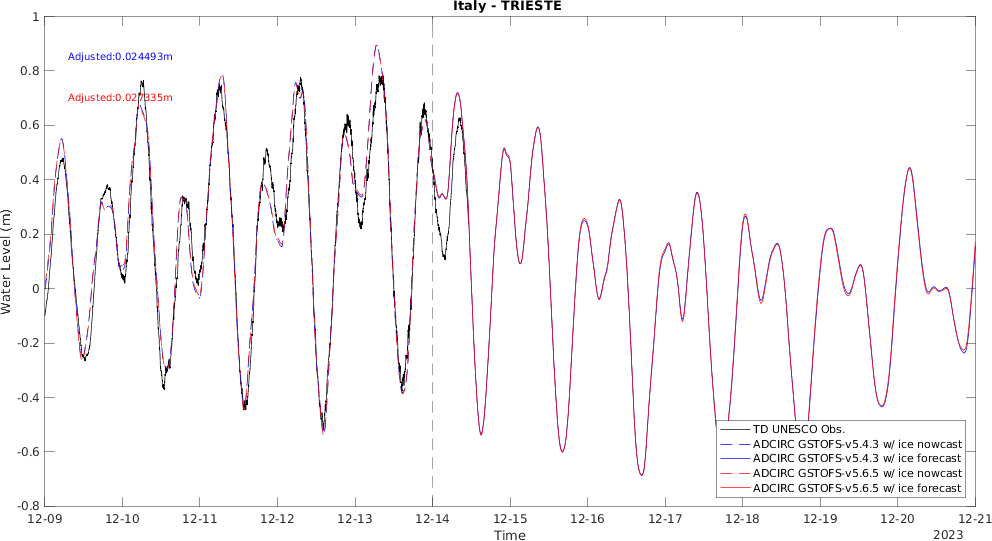 Italy - TRIESTE
Adjusted:0.024493m
Adjusted:0.027335m
Water Level (m)
1
0.8
0.6
0.4
0.2
0
-0.2
-0.4
-0.6
-0.8
TD UNESCO Obs.
ADCIRC GSTOFS-v5.4.3 w/ ice nowcast
ADCIRC GSTOFS-v5.4.3 w/ ice forecast
ADCIRC GSTOFS-v5.6.5 w/ ice nowcast
ADCIRC GSTOFS-v5.6.5 w/ ice forecast
12-09 12-10 12-11 12-12 12-13 12-14 12-15 12-16 12-17 12-18 12-19 12-20 12-21
Time
2023